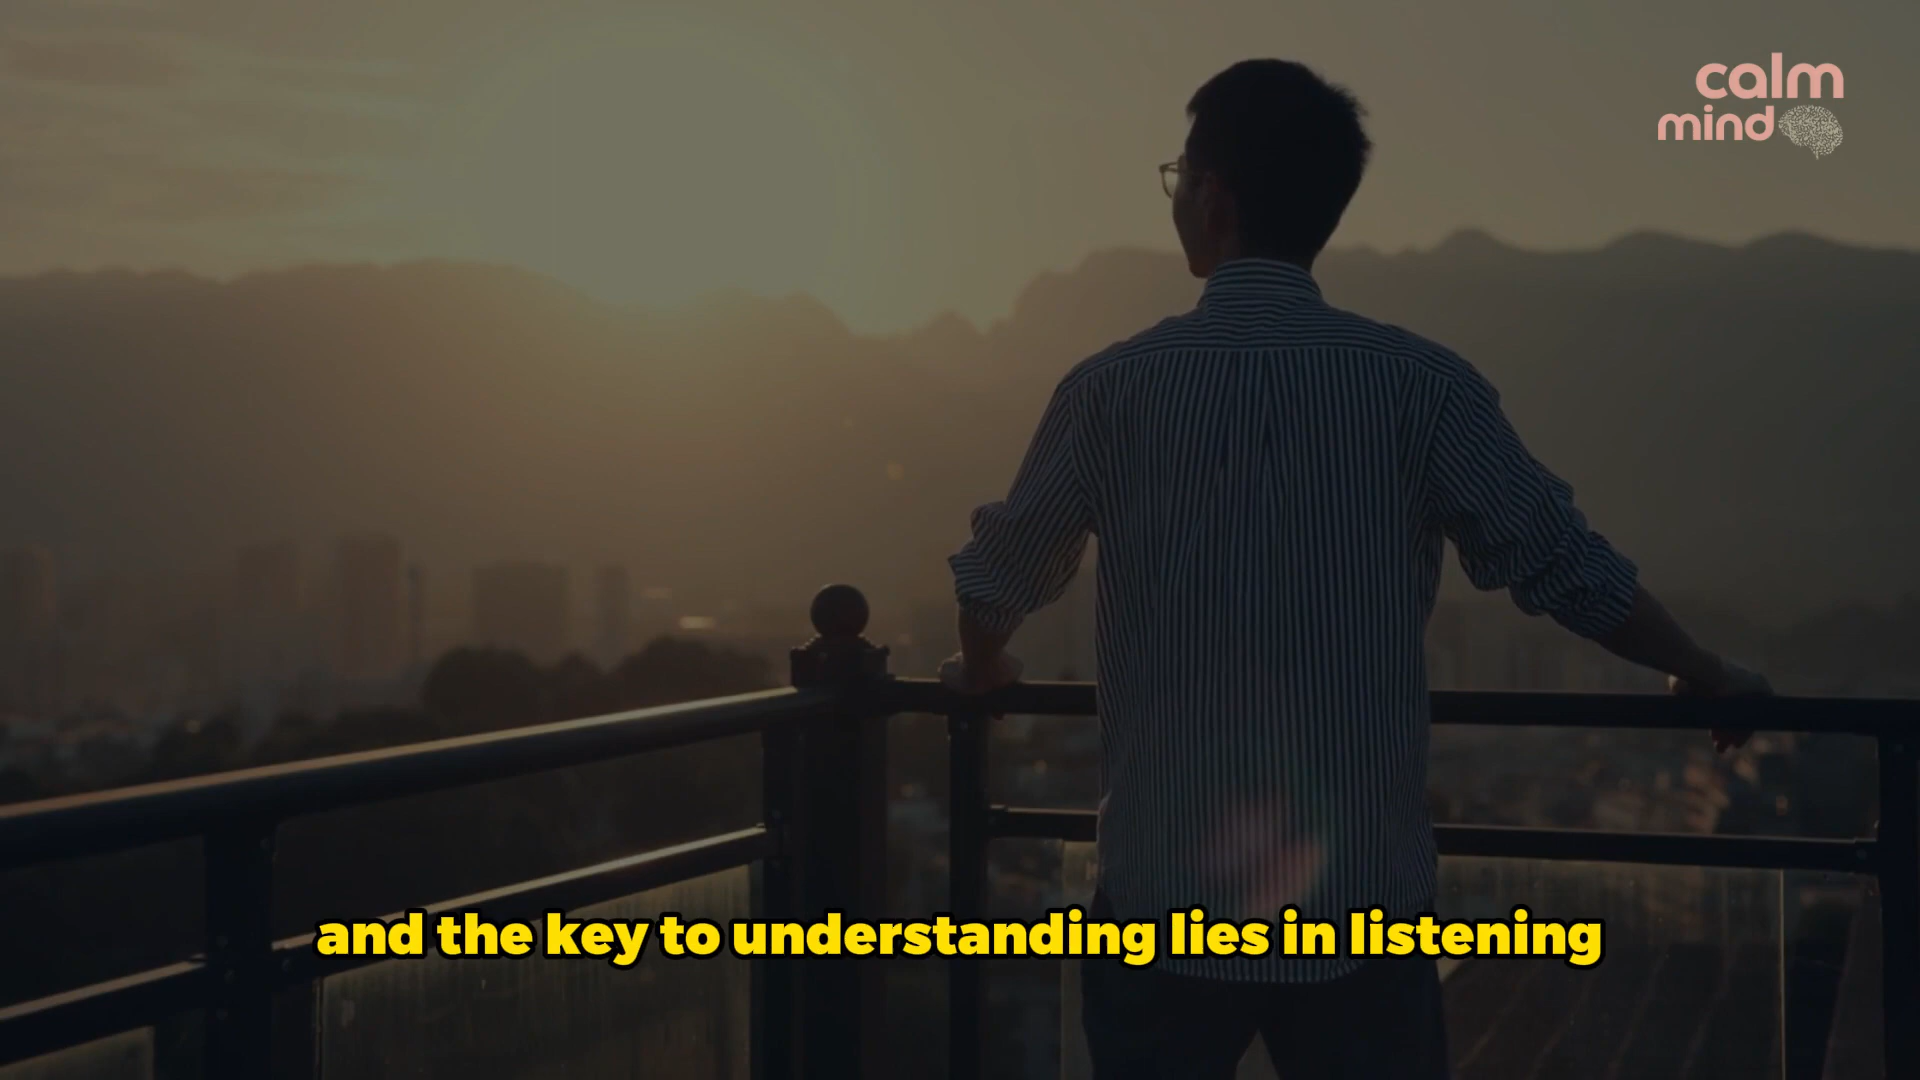 calm
mind
and the key to understanding lies in listening